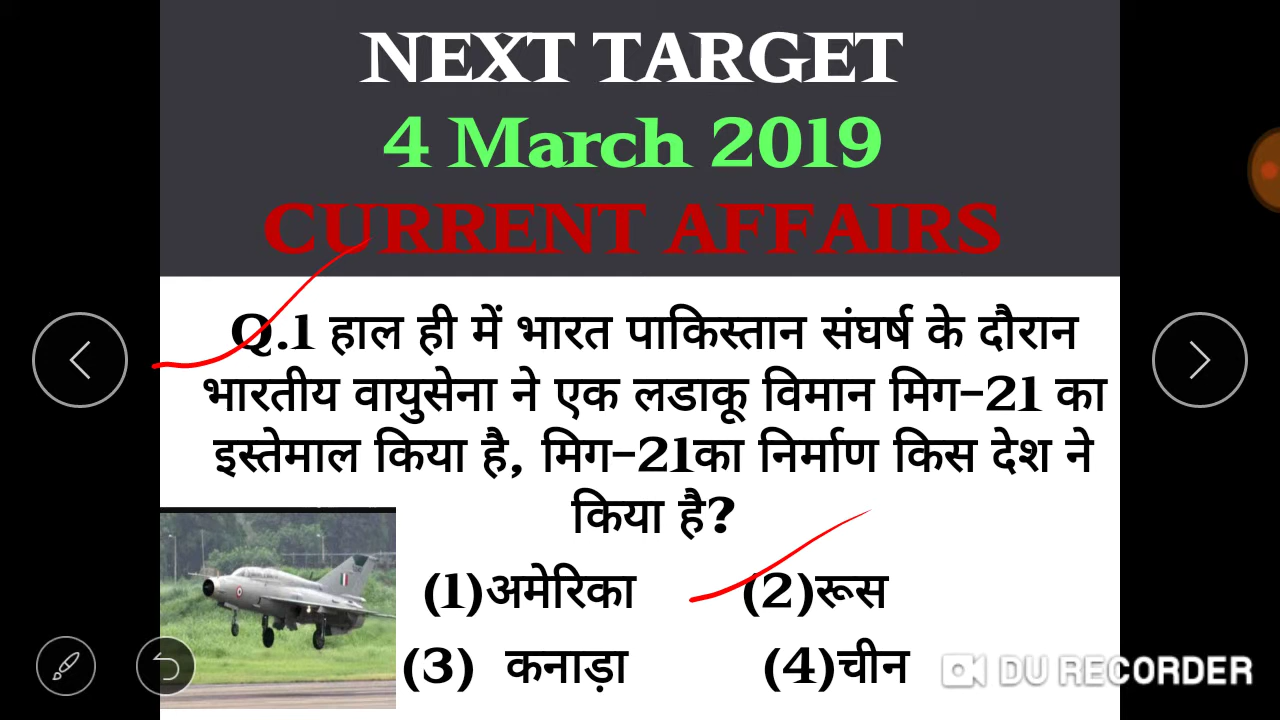 NEXT TARGET
4 March 2019
CURRENT AFFAIRS
Q.1 हाल ही में भारत पाकिस्तान संघर्ष के दौरान
भारतीय वायुसेना ने एक लडाकू विमान मिग-21 का
इस्तेमाल किया है, मिग-21का निर्माण किस देश ने
किया है?
(1)अमेरिका (2)रूस
(3) कनाड़ा (4)चीन
DU RECORDER